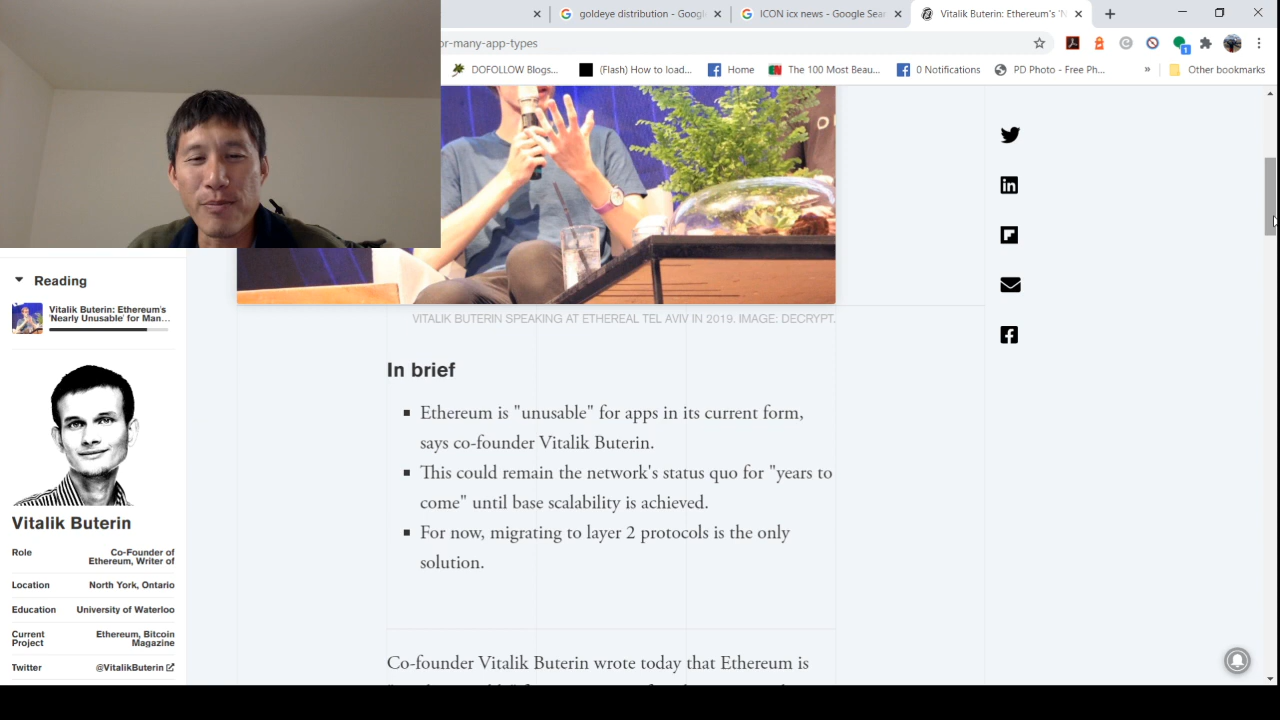 goldeye distribution - Googl
ICON icx news - Google Sear
Vitalik Buterin: Ethereum's 'N
or-many-app-types
DOFOLLOW Blogs...
(Flash) How to load...
Home
The 100 Most Beau...
0 Notifications
PD Photo - Free Ph...
»
Other bookmarks
1
Reading
Vitalik Buterin: Ethereum's
'Nearly Unusable' for Man...
VITALIK BUTERIN SPEAKING AT ETHEREAL TEL AVIV IN 2019. IMAGE: DECRYPT.
In brief
Ethereum is "unusable" for apps in its current form,
says co-founder Vitalik Buterin.
This could remain the network's status quo for "years to
come" until base scalability is achieved.
For now, migrating to layer 2 protocols is the only
solution.
Co-founder Vitalik Buterin wrote today that Ethereum is
Vitalik Buterin
Role
Co-Founder of
Ethereum, Writer of
Location
North York, Ontario
Education
University of Waterloo
Current
Project
Ethereum, Bitcoin
Magazine
Twitter
@VitalikButerin